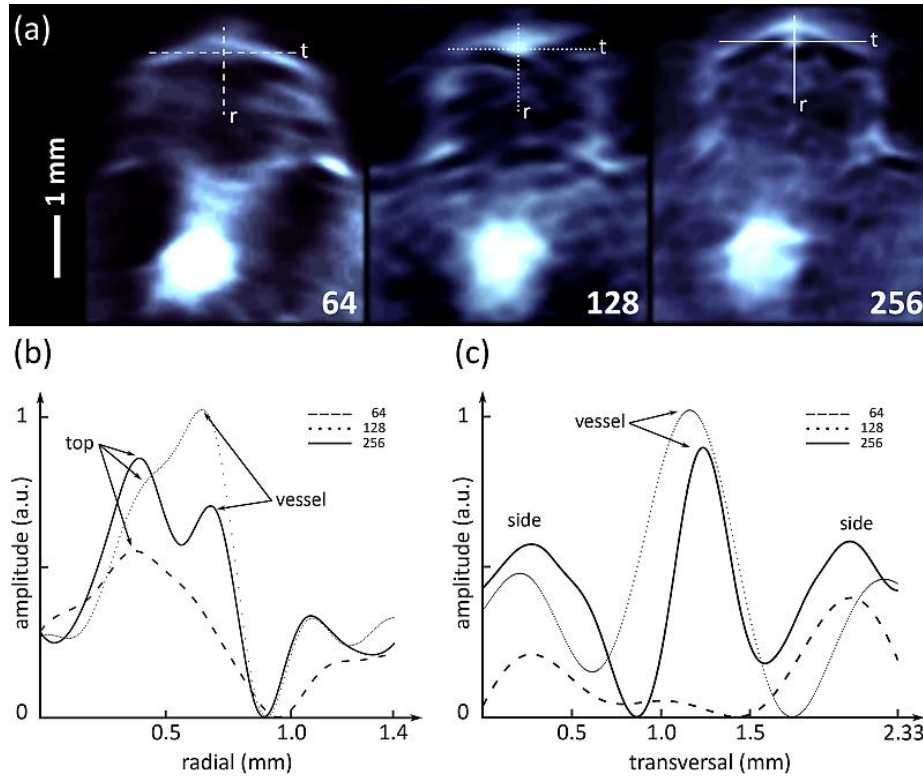 (a)
t
r
t
r
t
r
1 mm
64
128
256
(b)
1
0
amplitude (a.u.)
top
vessel
64
128
256
0.5
1.0
1.4
radial (mm)
(c)
1
0
amplitude (a.u.)
vessel
side
side
64
128
256
0.5
1.0
1.5
2.33
transversal (mm)